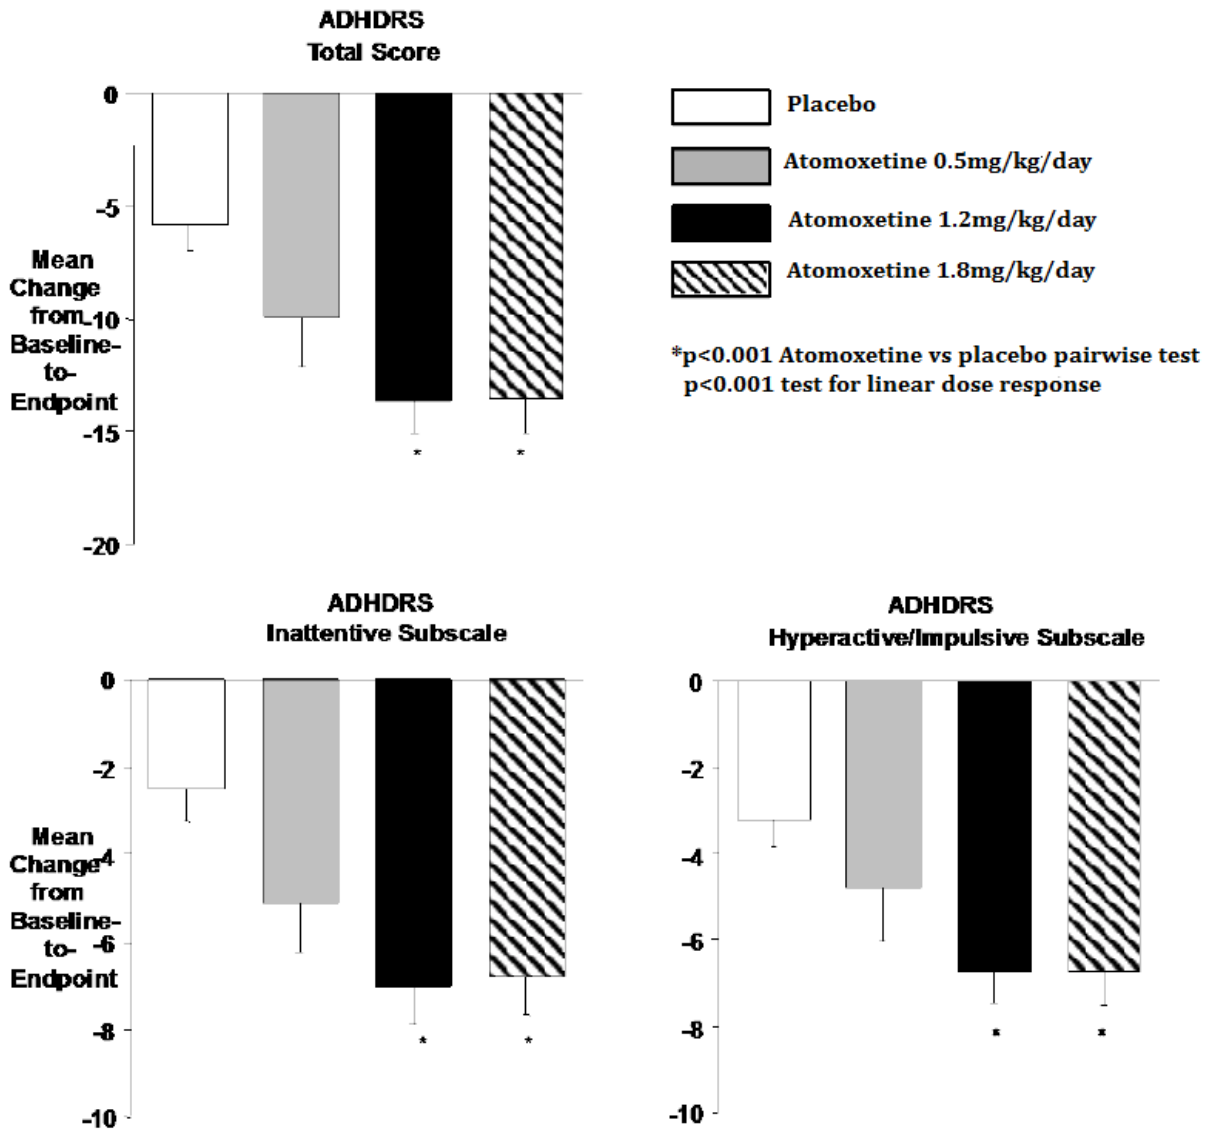 ADHDRS
Total Score
0
-5
-10
-15
-20
Mean
Change
from
Baseline-
to-
Endpoint
*
*
Placebo
Atomoxetine 0.5mg/kg/day
Atomoxetine 1.2mg/kg/day
Atomoxetine 1.8mg/kg/day
*p<0.001 Atomoxetine vs placebo pairwise test
p<0.001 test for linear dose response
ADHDRS
Inattentive Subscale
0
-2
-4
-6
-8
-10
Mean
Change
from
Baseline-
to-
Endpoint
*
*
ADHDRS
Hyperactive/Impulsive Subscale
0
-2
-4
-6
-8
-10
*
*